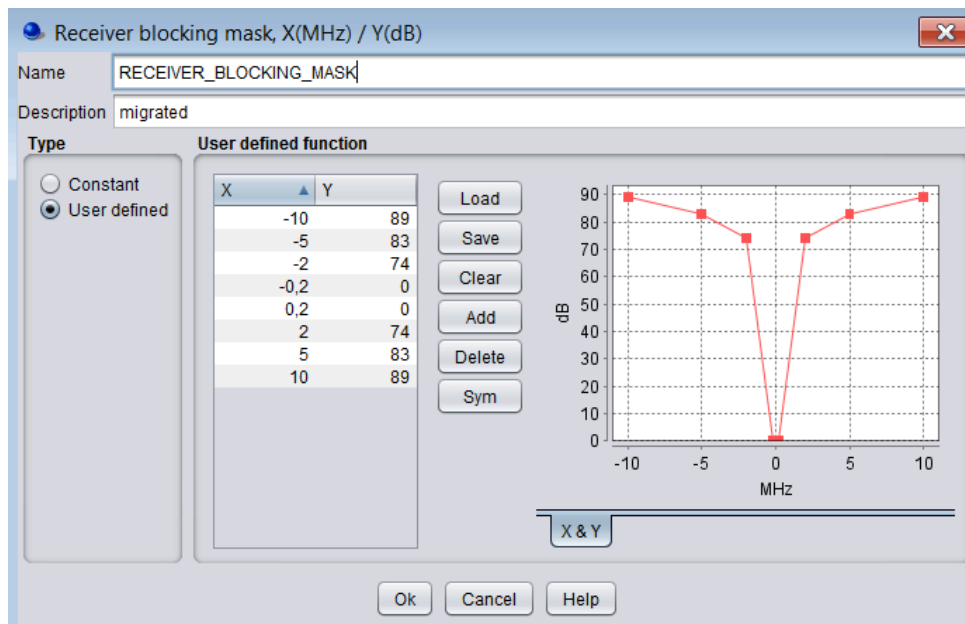 Receiver blocking mask, X(MHz) / Y(dB)
Name RECEIVER_BLOCKING_MASK
Description migrated
Type
Constant
User defined
User defined function
X Y
-10 89
-5 83
-2 74
-0,2 0
0,2 0
2 74
5 83
10 89
Load
Save
Clear
Add
Delete
Sym
90
80
70
60
50
40
30
20
10
0
dB
-10 -5 0 5 10
MHz
X & Y
Ok Cancel Help